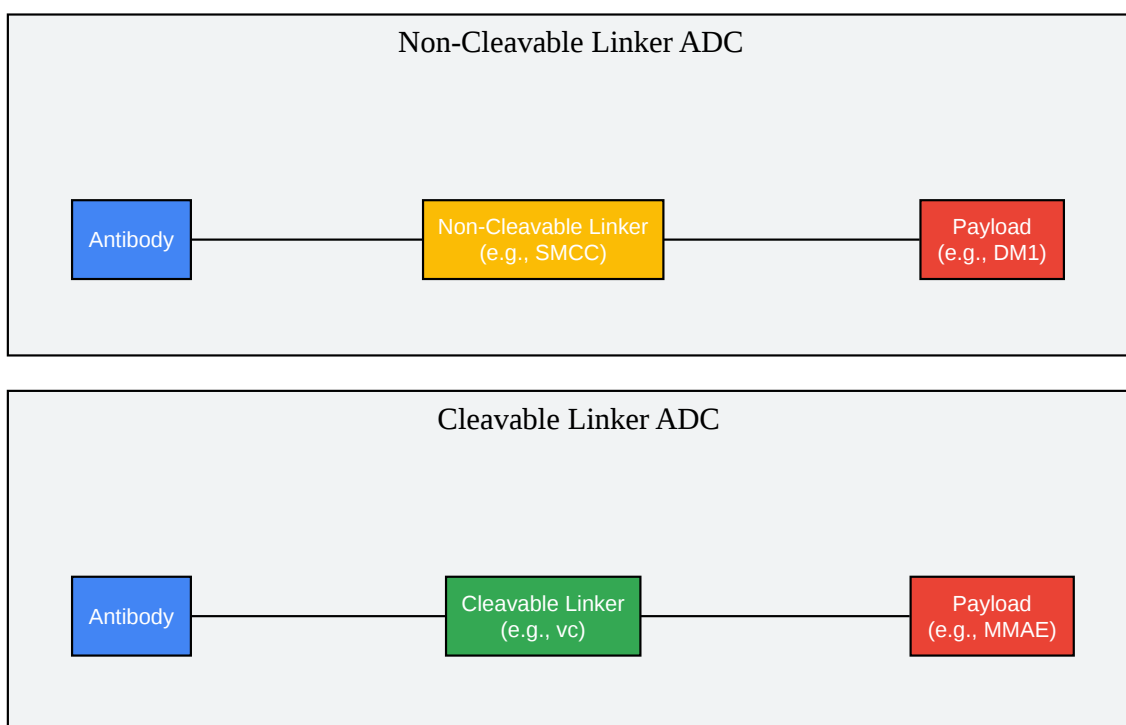 Non-Cleavable Linker ADC
Antibody
Non-Cleavable Linker
(e.g., SMCC)
Payload
(e.g., DM1)
Cleavable Linker ADC
Antibody
Cleavable Linker
(e.g., vc)
Payload
(e.g., MMAE)